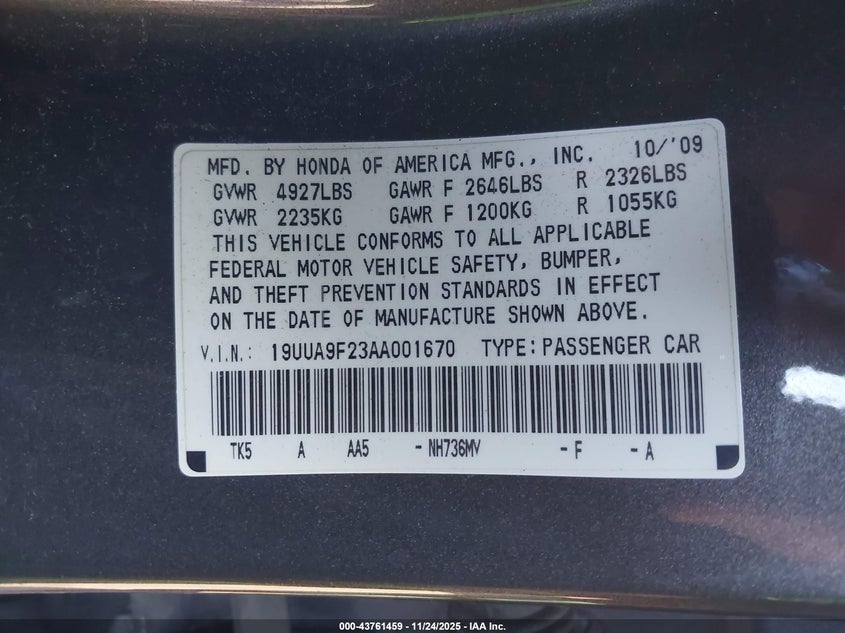 MFD. BY HONDA OF AMERICA MFG., INC. 10/'09
GVWR 4927LBS GAWR F 2646LBS R 2326LBS
GVWR 2235KG GAWR F 1200KG R 1055KG
THIS VEHICLE CONFORMS TO ALL APPLICABLE
FEDERAL MOTOR VEHICLE SAFETY, BUMPER,
AND THEFT PREVENTION STANDARDS IN EFFECT
ON THE DATE OF MANUFACTURE SHOWN ABOVE.
V.I.N.: 19UUA9F23AA001670 TYPE:PASSENGER CAR
TK5 A AA5 -NH736MV -F -A
000-43761459 - 11/24/2025 - IAA Inc.